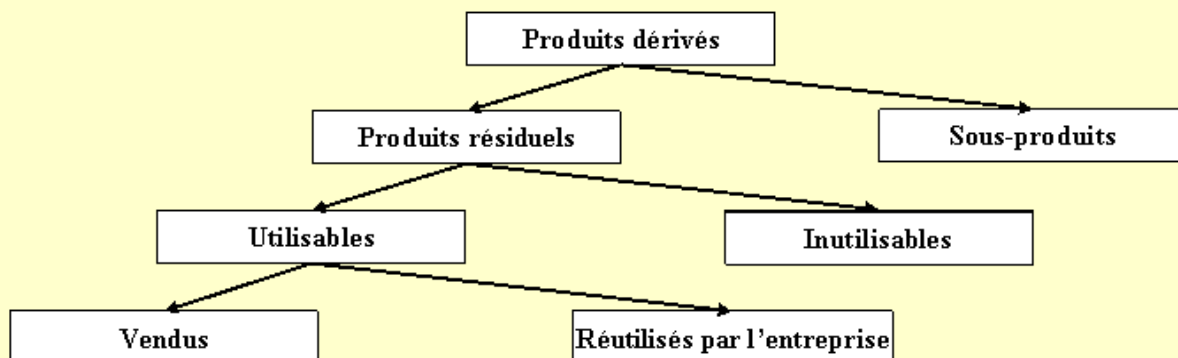 Produits dérivés
Produits résiduels
Sous-produits
Utilisables
Inutilisables
Vendus
Réutilisés par l'entreprise